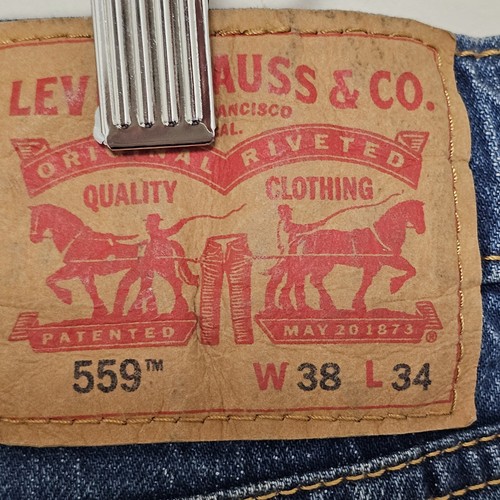 LEV AUSS & CO.
ANCISCO
AL.
ORIGINAL RIVETED
QUALITY CLOTHING
PATENTED MAY 20 1873 ®
559™ W 38 L 34